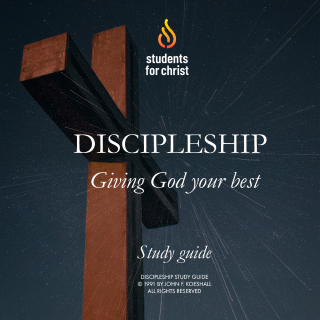 students
for christ
DISCIPLESHIP
Giving God your best
Study guide
DISCIPLESHIP STUDY GUIDE
© 1991 BY JOHN F. KOESHALL
ALL RIGHTS RESERVED